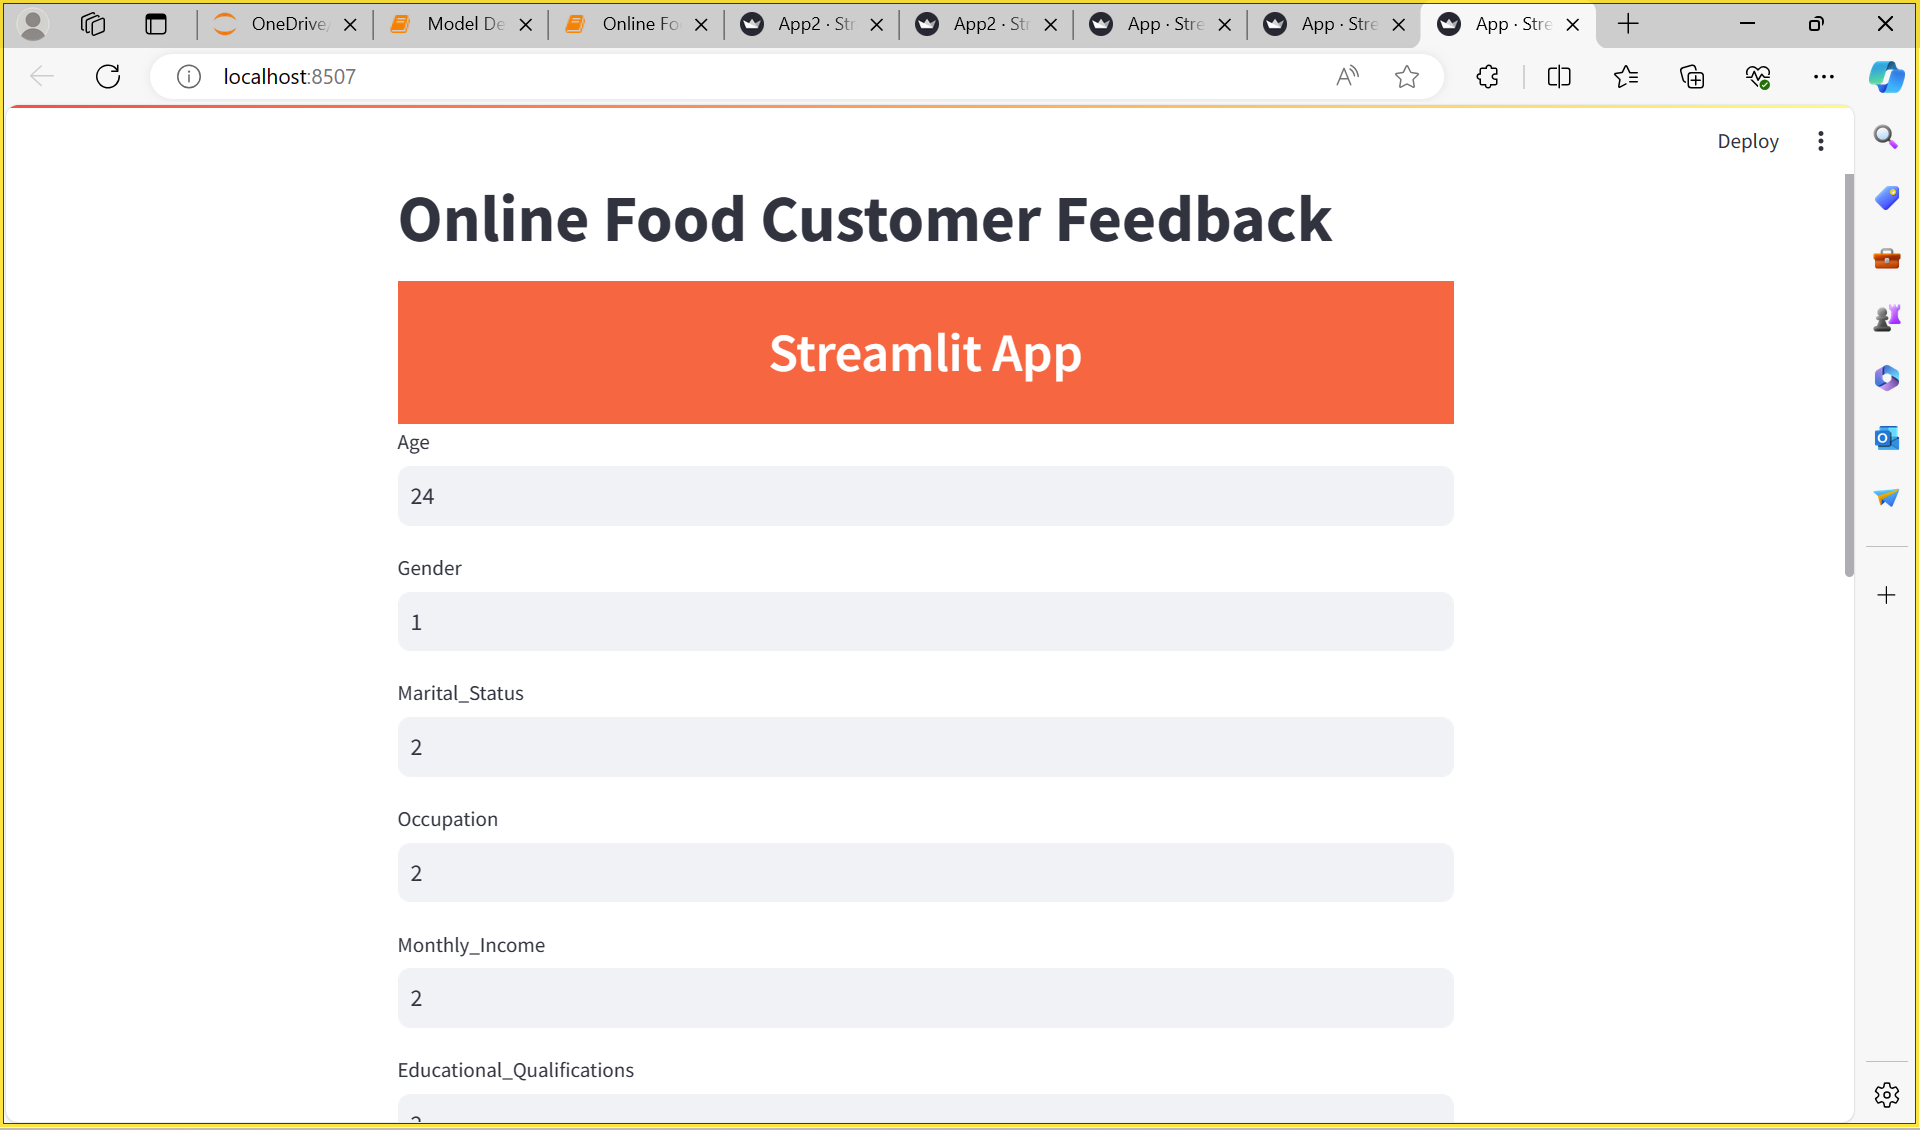 OneDrive/
Model De
Online Fo
App2 · Str
App2 · Str
App · Stre
App · Stre
App · Stre
localhost:8507
Deploy
Online Food Customer Feedback
Streamlit App
Age
24
Gender
1
Marital_Status
2
Occupation
2
Monthly_Income
2
Educational_Qualifications